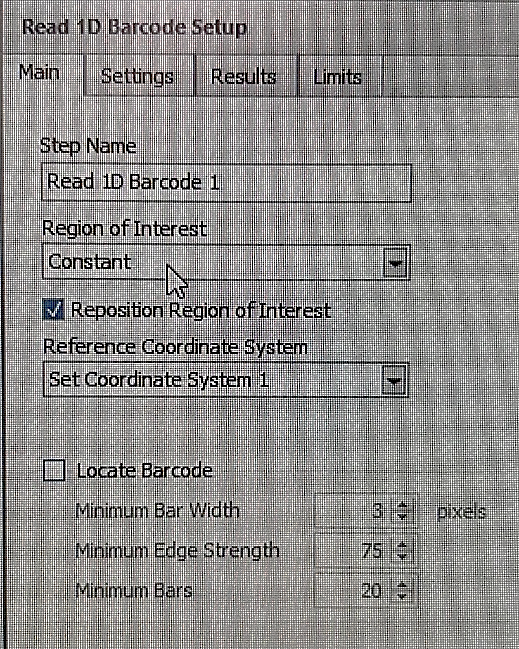 Read 1D Barcode Setup
Main Settings Results Limits
Step Name
Read 1D Barcode 1
Region of Interest
Constant
Reposition Region of Interest
Reference Coordinate System
Set Coordinate System 1
Locate Barcode
Minimum Bar Width 3 pixels
Minimum Edge Strength 75
Minimum Bars 20